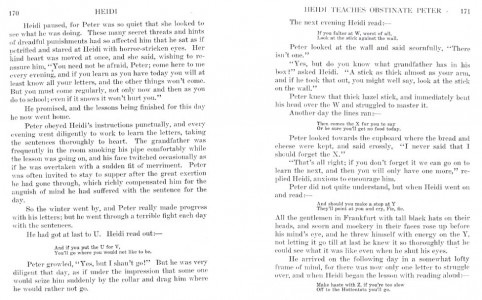 170 HEIDI
Heidi paused, for Peter was so quiet that she looked to
see what he was doing. These many secret threats and hints
of dreadful punishments had so affected him that he sat as if
petrified and stared at Heidi with horror-stricken eyes. Her
kind heart was moved at once, and she said, wishing to re-
assure him, "You need not be afraid, Peter; come here to me
every evening, and if you learn as you have today you will at
least know all your letters, and the other things won't come.
But you must come regularly, not only now and then as you
do to school; even if it snows it won't hurt you."
He promised, and the lessons being finished for this day
he now went home.
Peter obeyed Heidi's instructions punctually, and every
evening went diligently to work to learn the letters, taking
the sentences thoroughly to heart. The grandfather was
frequently in the room smoking his pipe comfortably while
the lesson was going on, and his face twitched occasionally as
if he was overtaken with a sudden fit of merriment. Peter
was often invited to stay to supper after the great exertion
he had gone through, which richly compensated him for the
anguish of mind he had suffered with the sentence for the
day.
So the winter went by, and Peter really made progress
with his letters; but he went through a terrible fight each day
with the sentences.
He had got at last to U. Heidi read out:—
And if you put the U for V,
You'll go where you would not like to be.
Peter growled, "Yes, but I shan't go!" But he was very
diligent that day, as if under the impression that some one
would seize him suddenly by the collar and drag him where
he would rather not go.
HEIDI TEACHES OBSTINATE PETER 171
The next evening Heidi read:—
If you falter at W, worst of all,
Look at the stick against the wall.
Peter looked at the wall and said scornfully, "There
isn't one."
"Yes, but do you know what grandfather has in his
box?" asked Heidi. "A stick as thick almost as your arm,
and if he took that out, you might well say, look at the stick
on the wall."
Peter knew that thick hazel stick, and immediately bent
his head over the W and struggled to master it.
Another day the lines ran:—
Then comes the X for you to say
Or be sure you'll get no food today.
Peter looked towards the cupboard where the bread and
cheese were kept, and said crossly, "I never said that I
should forget the X."
"That's all right; if you don't forget it we can go on to
learn the next, and then you will only have one more," re-
plied Heidi, anxious to encourage him.
Peter did not quite understand, but when Heidi went on
and read:—
And should you make a stop at Y
They'll point at you and cry, Fie, fie.
All the gentlemen in Frankfurt with tall black hats on their
heads, and scorn and mockery in their faces rose up before
his mind's eye, and he threw himself with energy on the Y,
not letting it go till at last he knew it so thoroughly that he
could see what it was like even when he shut his eyes.
He arrived on the following day in a somewhat lofty
frame of mind, for there was now only one letter to struggle
over, and when Heidi began the lesson with reading aloud:—
Make haste with Z, if you're too slow
Off to the Hottentots you'll go.